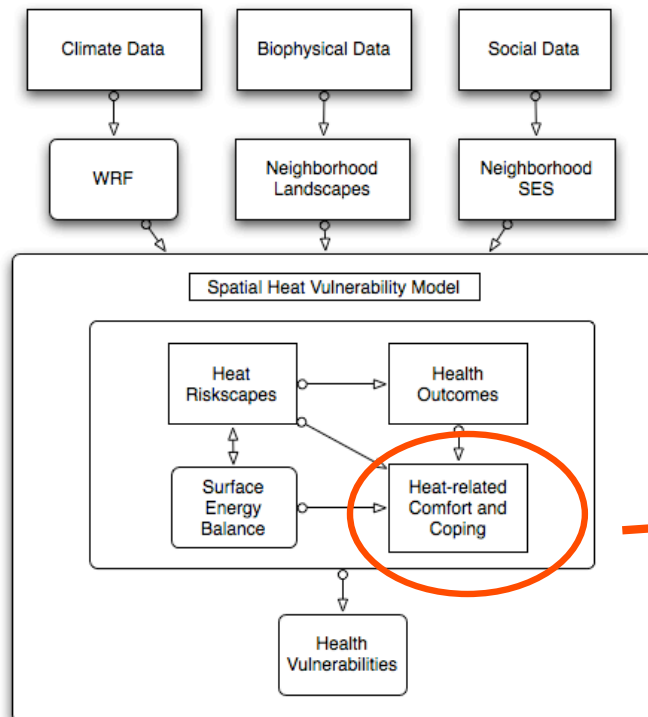 Climate Data
Biophysical Data
Social Data
WRF
Neighborhood
Landscapes
Neighborhood
SES
Spatial Heat Vulnerability Model
Heat
Riskscapes
Health
Outcomes
Surface
Energy
Balance
Heat-related
Comfort and
Coping
Health
Vulnerabilities